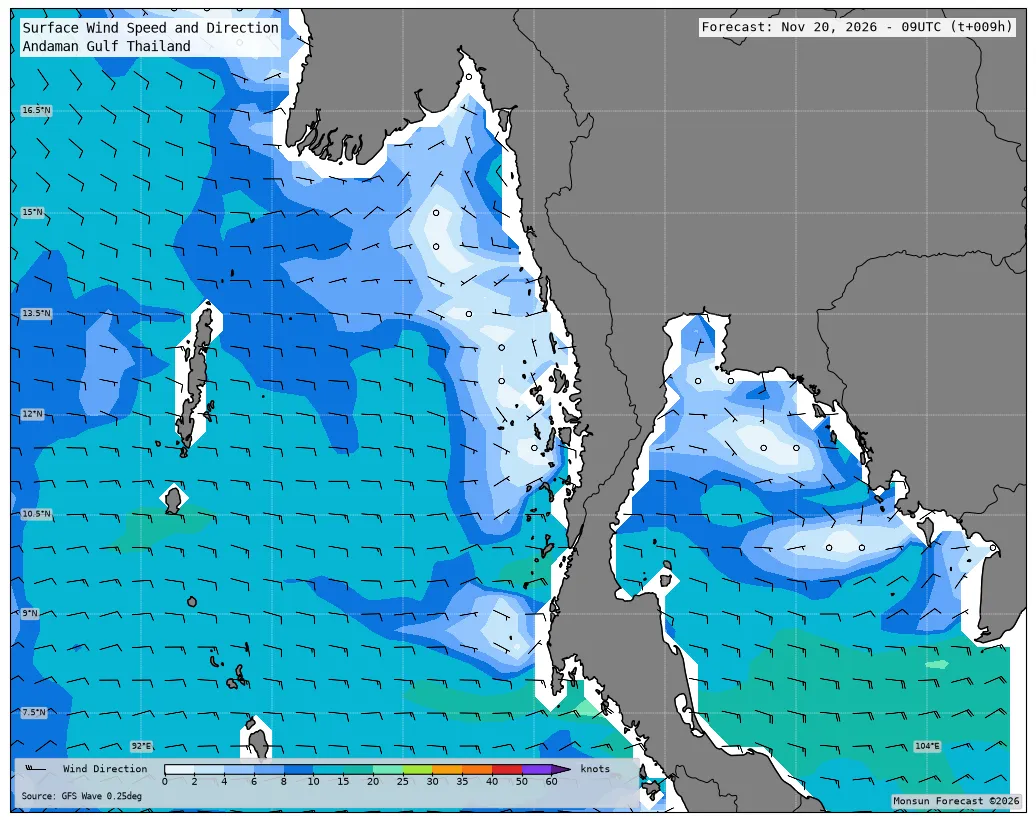 Surface Wind Speed and Direction
Andaman Gulf Thailand
Forecast: Nov 20, 2026 - 09UTC (t+009h)
16.5°N
15°N
13.5°N
12°N
10.5°N
9°N
7.5°N
92°E
104°E
Wind Direction
knots
0 2 4 6 8 10 15 20 25 30 35 40 50 60
Source: GFS Wave 0.25deg
Monsun Forecast ©2026